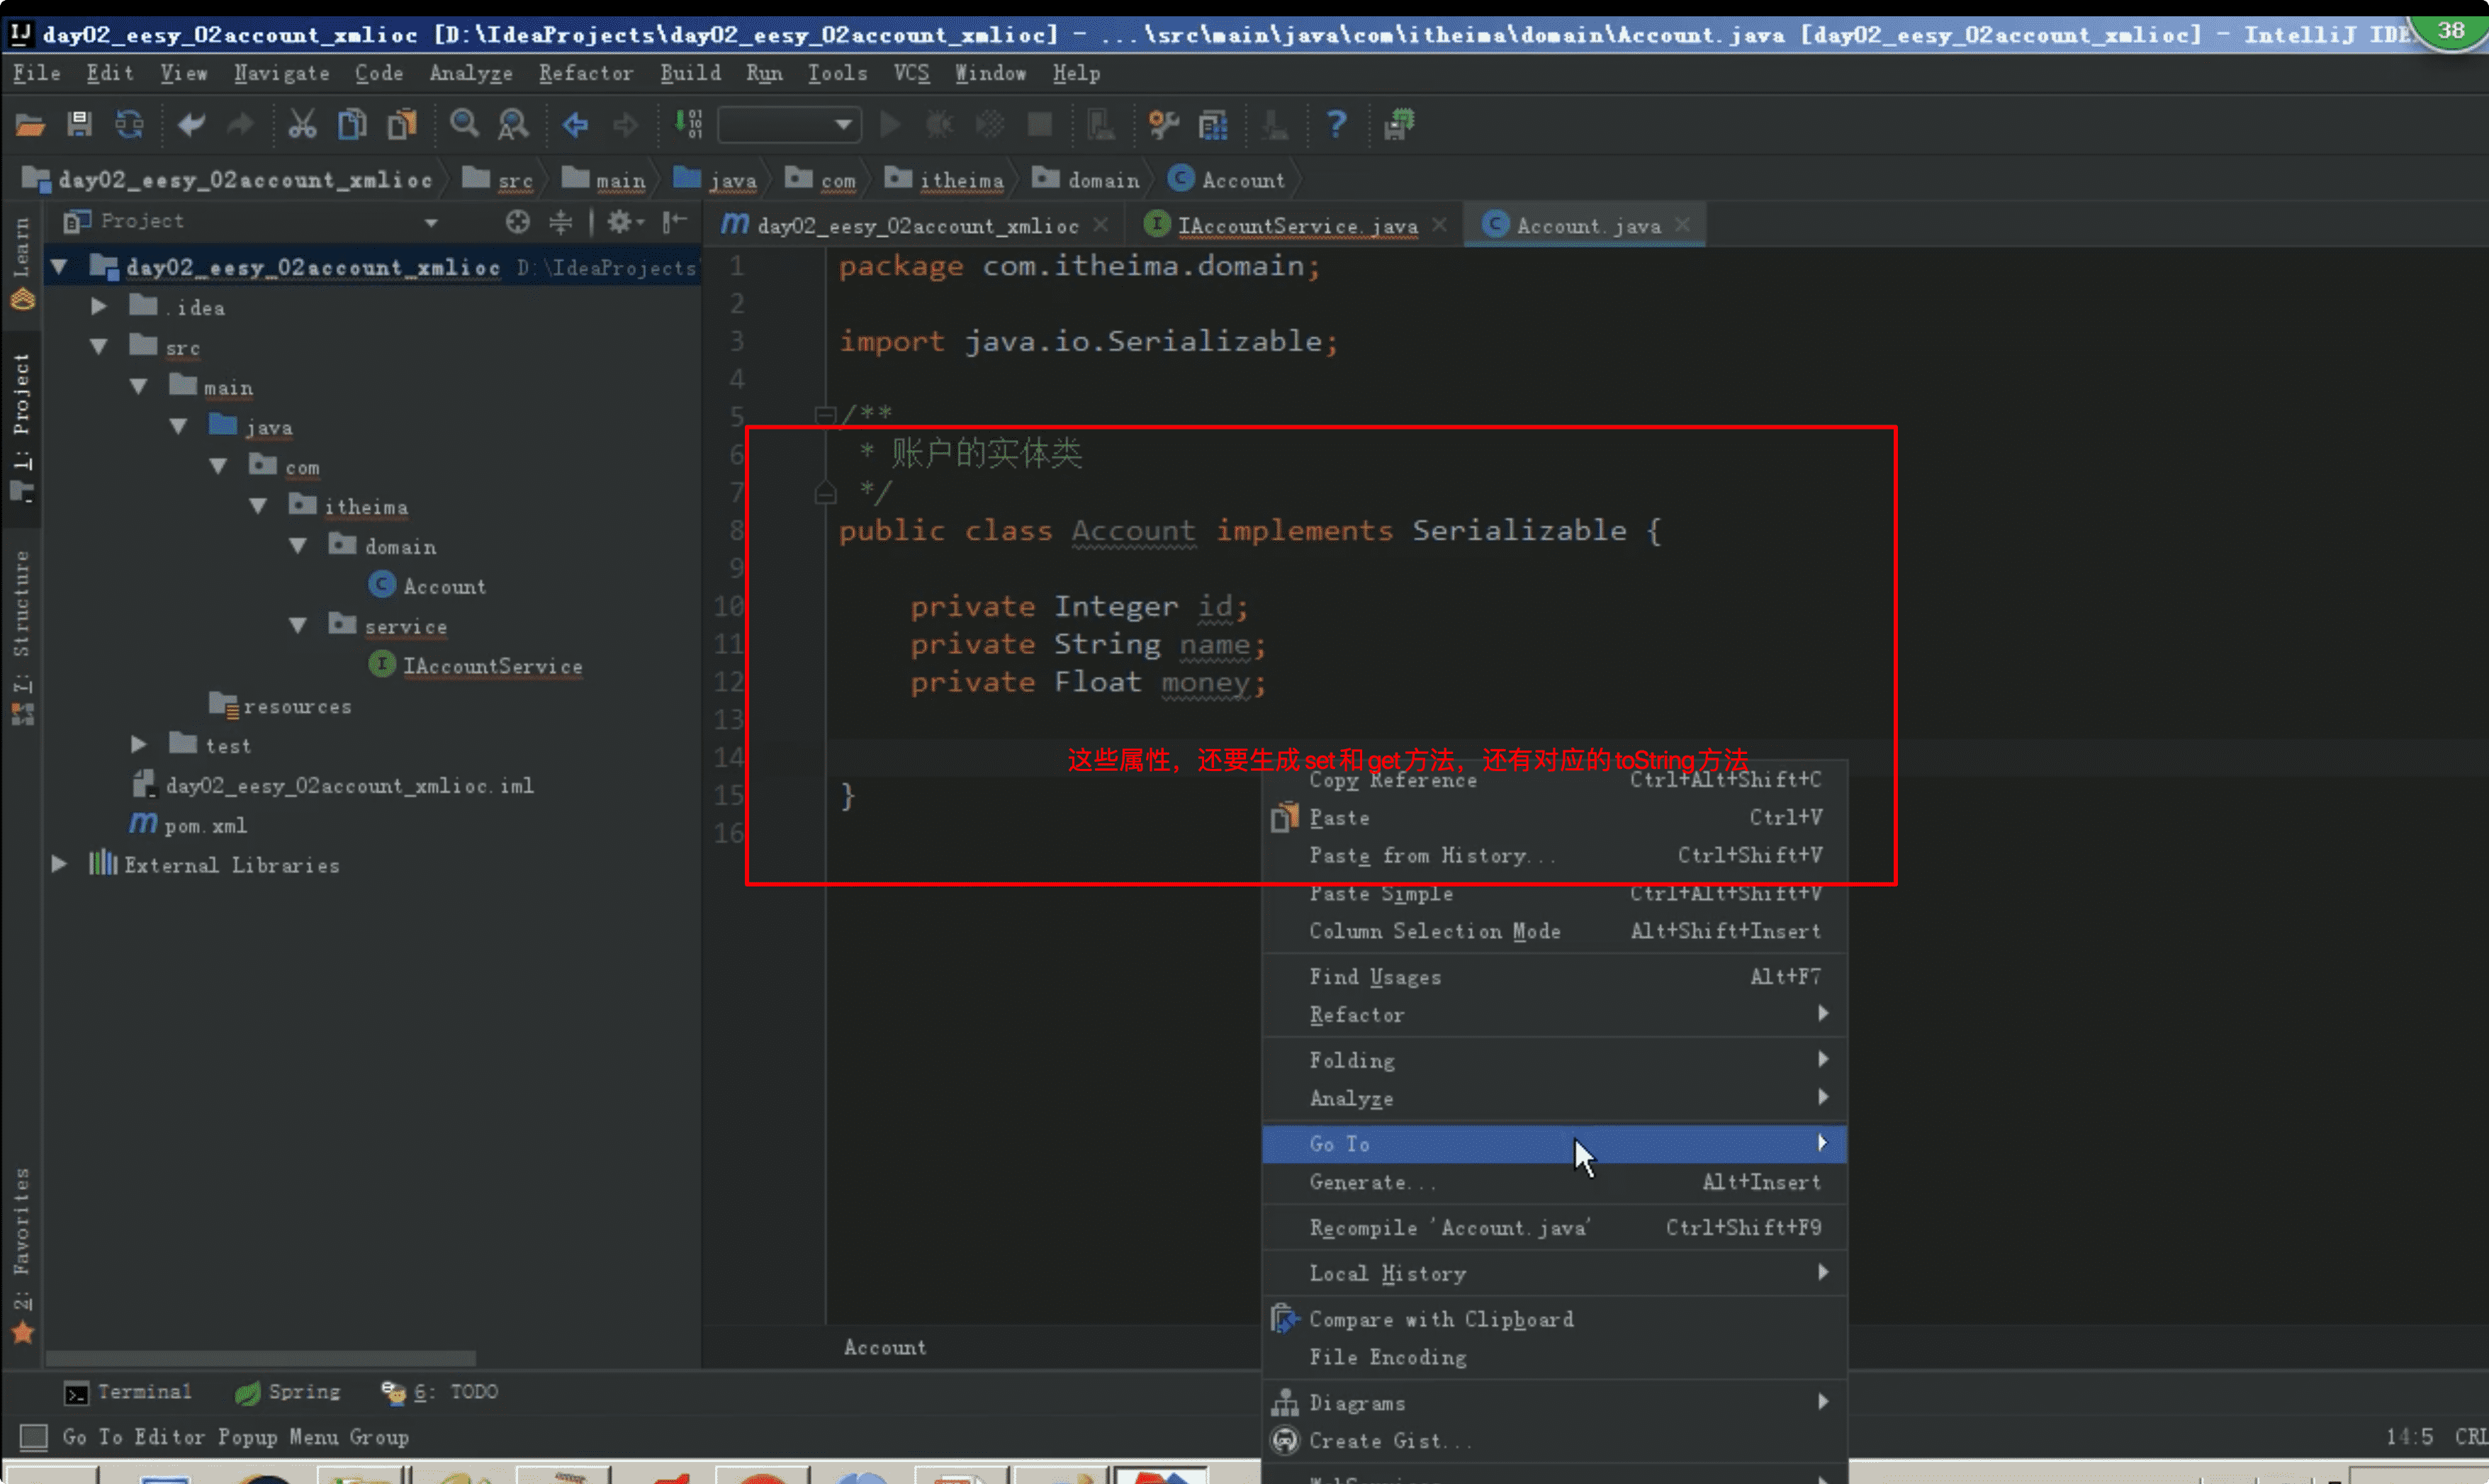 day02_eesy_02account_xmlioc [D:\IdeaProjects\day02_eesy_02account_xmlioc] - ...\src\main\java\com\itheima\domain\Account.java [day02_eesy_02account_xmlioc] - IntelliJ IDE
38
File Edit View Navigate Code Analyze Refactor Build Run Tools VCS Window Help
day02_eesy_02account_xmlioc src main java com itheima domain Account
Project
day02_eesy_02account_xmlioc IAccountService.java Account.java
Learn
1: Project
7: Structure
2: Favorites
day02_eesy_02account_xmlioc D:\IdeaProjects
.idea
src
main
java
com
itheima
domain
Account
service
IAccountService
resources
test
day02_eesy_02account_xmlioc.iml
pom.xml
External Libraries
1 package com.itheima.domain;
2
3 import java.io.Serializable;
4
5 /**
6 * 账户的实体类
7 */
8 public class Account implements Serializable {
9
10 private Integer id;
11 private String name;
12 private Float money;
13
14
15 }
16
这些属性，还要生成set和get方法，还有对应的toString方法
Copy Reference Ctrl+Alt+Shift+C
Paste Ctrl+V
Paste from History... Ctrl+Shift+V
Paste Simple Ctrl+Alt+Shift+V
Column Selection Mode Alt+Shift+Insert
Find Usages Alt+F7
Refactor
Folding
Analyze
Go To
Generate... Alt+Insert
Recompile 'Account.java' Ctrl+Shift+F9
Local History
Compare with Clipboard
File Encoding
Diagrams
Create Gist...
Account
Terminal Spring 6: TODO
Go To Editor Popup Menu Group
14:5 CRL